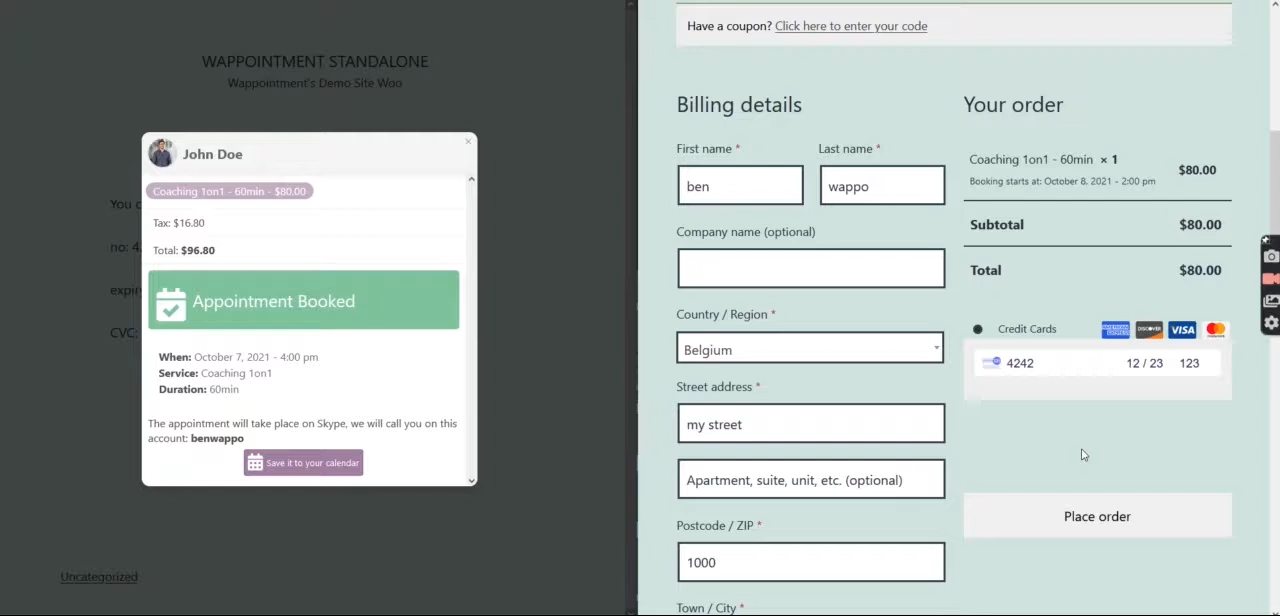 WAPPOINTMENT STANDALONE
Wappointment's Demo Site Woo
You c
no: 4
expiry
CVC:
John Doe
Coaching 1on1 - 60min - $80.00
Tax: $16.80
Total: $96.80
Appointment Booked
When: October 7, 2021 - 4:00 pm
Service: Coaching 1on1
Duration: 60min
The appointment will take place on Skype, we will call you on this
account: benwappo
Save it to your calendar
Uncategorized
Have a coupon? Click here to enter your code
Billing details
First name *
Last name *
ben
wappo
Company name (optional)
Country / Region *
Belgium
Street address *
my street
Apartment, suite, unit, etc. (optional)
Postcode / ZIP *
1000
Town / City *
Your order
Coaching 1on1 - 60min × 1
$80.00
Booking starts at: October 8, 2021 - 2:00 pm
Subtotal $80.00
Total $80.00
Credit Cards
DISCOVER
VISA
4242 12 / 23 123
Place order